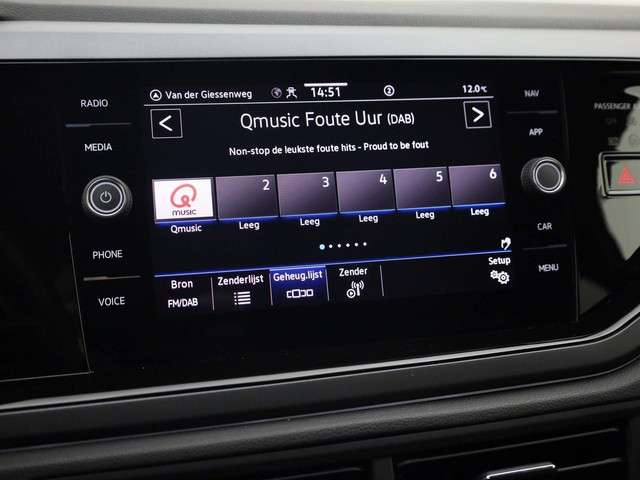 RADIO
MEDIA
PHONE
VOICE
Van der Giessenweg
14:51
2
12.0°C
Qmusic Foute Uur (DAB)
Non-stop de leukste foute hits - Proud to be fout
MUSIC
2
3
4
5
6
Qmusic
Leeg
Leeg
Leeg
Leeg
Leeg
Bron
FM/DAB
Zenderlijst
Geheug.lijst
Zender
Setup
NAV
APP
CAR
MENU
PASSENGER